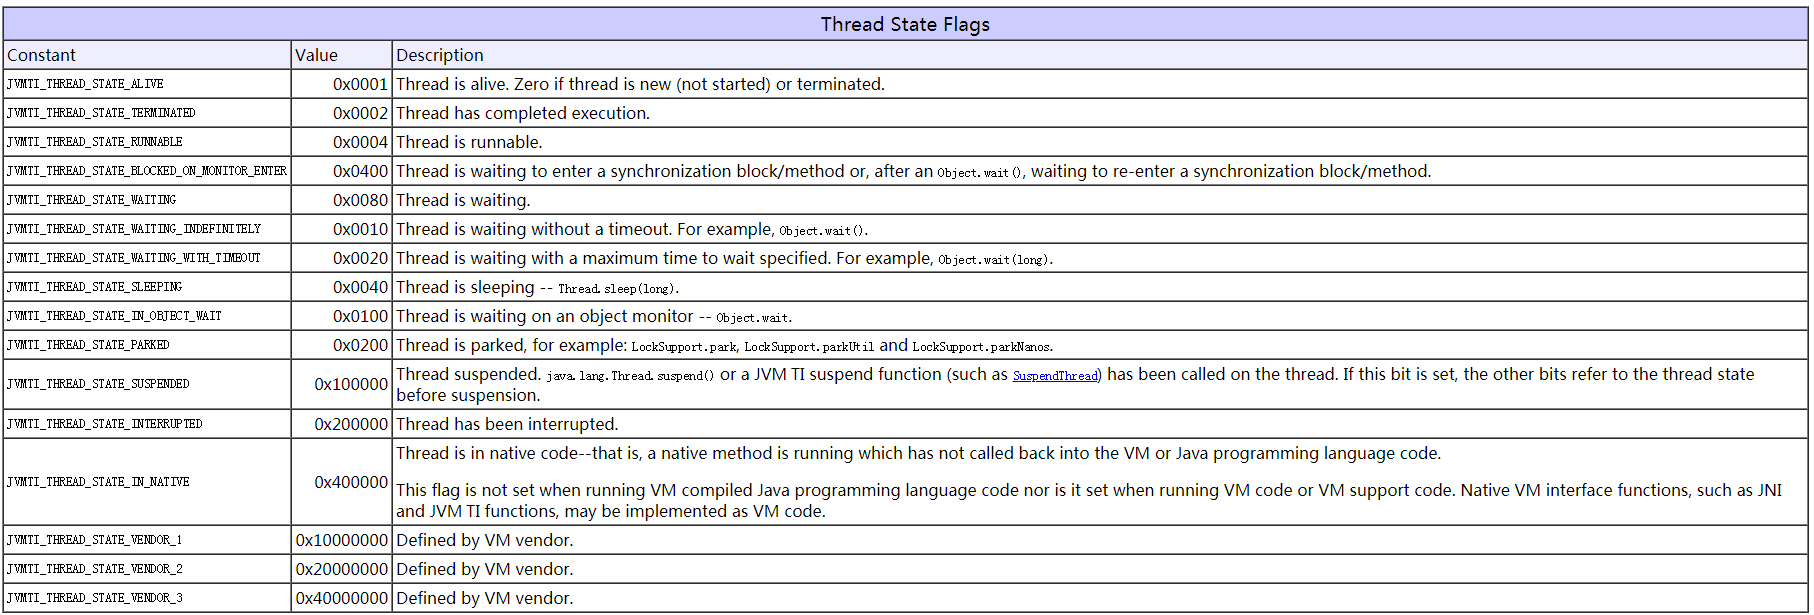 Thread State Flags
Constant Value Description
JVMTI_THREAD_STATE_ALIVE 0x0001 Thread is alive. Zero if thread is new (not started) or terminated.
JVMTI_THREAD_STATE_TERMINATED 0x0002 Thread has completed execution.
JVMTI_THREAD_STATE_RUNNABLE 0x0004 Thread is runnable.
JVMTI_THREAD_STATE_BLOCKED_ON_MONITOR_ENTER 0x0400 Thread is waiting to enter a synchronization block/method or, after an Object.wait(), waiting to re-enter a synchronization block/method.
JVMTI_THREAD_STATE_WAITING 0x0080 Thread is waiting.
JVMTI_THREAD_STATE_WAITING_INDEFINITELY 0x0010 Thread is waiting without a timeout. For example, Object.wait().
JVMTI_THREAD_STATE_WAITING_WITH_TIMEOUT 0x0020 Thread is waiting with a maximum time to wait specified. For example, Object.wait(long).
JVMTI_THREAD_STATE_SLEEPING 0x0040 Thread is sleeping -- Thread.sleep(long).
JVMTI_THREAD_STATE_IN_OBJECT_WAIT 0x0100 Thread is waiting on an object monitor -- Object.wait.
JVMTI_THREAD_STATE_PARKED 0x0200 Thread is parked, for example: LockSupport.park, LockSupport.parkUtil and LockSupport.parkNanos.
JVMTI_THREAD_STATE_SUSPENDED 0x100000 Thread suspended. java.lang.Thread.suspend() or a JVM TI suspend function (such as SuspendThread) has been called on the thread. If this bit is set, the other bits refer to the thread state
before suspension.
JVMTI_THREAD_STATE_INTERRUPTED 0x200000 Thread has been interrupted.
JVMTI_THREAD_STATE_IN_NATIVE 0x400000 Thread is in native code--that is, a native method is running which has not called back into the VM or Java programming language code.
This flag is not set when running VM compiled Java programming language code nor is it set when running VM code or VM support code. Native VM interface functions, such as JNI
and JVM TI functions, may be implemented as VM code.
JVMTI_THREAD_STATE_VENDOR_1 0x10000000 Defined by VM vendor.
JVMTI_THREAD_STATE_VENDOR_2 0x20000000 Defined by VM vendor.
JVMTI_THREAD_STATE_VENDOR_3 0x40000000 Defined by VM vendor.